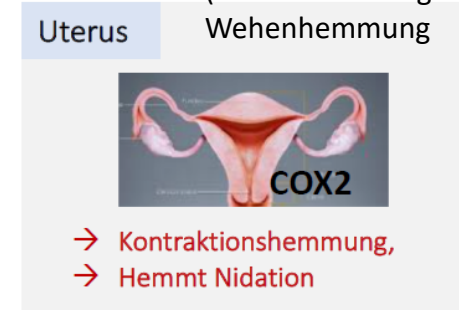 Uterus
Wehenhemmung
COX2
→ Kontraktionshemmung,
→ Hemmt Nidation